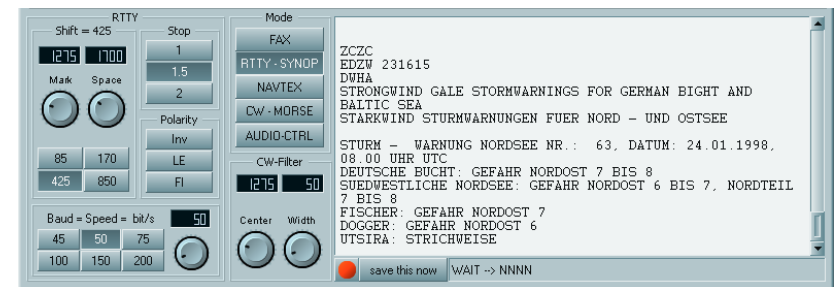 RTTY
Shift = 425
1275 1700
Mark Space
85 170
425 850
Stop
1
1.5
2
Polarity
Inv
LE
FI
Baud = Speed = bit/s 50
45 50 75
100 150 200
Mode
FAX
RTTY - SYNOP
NAVTEX
CW - MORSE
AUDIO-CTRL
CW-Filter
1275 50
Center Width
ZCZC
EDZW 231615
DWHA
STRONGWIND GALE STORMWARNINGS FOR GERMAN BIGHT AND
BALTIC SEA
STARKWIND STURMWARNUNGEN FUER NORD - UND OSTSEE
STURM - WARNUNG NORDSEE NR.: 63, DATUM: 24.01.1998,
08.00 UHR UTC
DEUTSCHE BUCHT: GEFAHR NORDOST 7 BIS 8
SUEDWESTLICHE NORDSEE: GEFAHR NORDOST 6 BIS 7, NORDTEIL
7 BIS 8
FISCHER: GEFAHR NORDOST 7
DOGGER: GEFAHR NORDOST 6
UTSIRA: STRICHWEISE
save this now WAIT --> NNNN